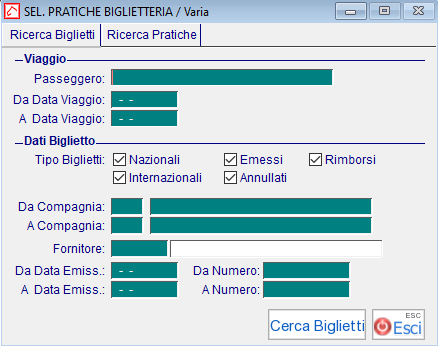 SEL. PRATICHE BIGLIETTERIA / Varia
Ricerca Biglietti Ricerca Pratiche
Viaggio
Passeggero:
Da Data Viaggio: - -
A Data Viaggio: - -
Dati Biglietto
Tipo Biglietti: Nazionali Emessi Rimborsi
Internazionali Annullati
Da Compagnia:
A Compagnia:
Fornitore:
Da Data Emiss.: - - Da Numero:
A Data Emiss.: - - A Numero:
Cerca Biglietti ESC Esci